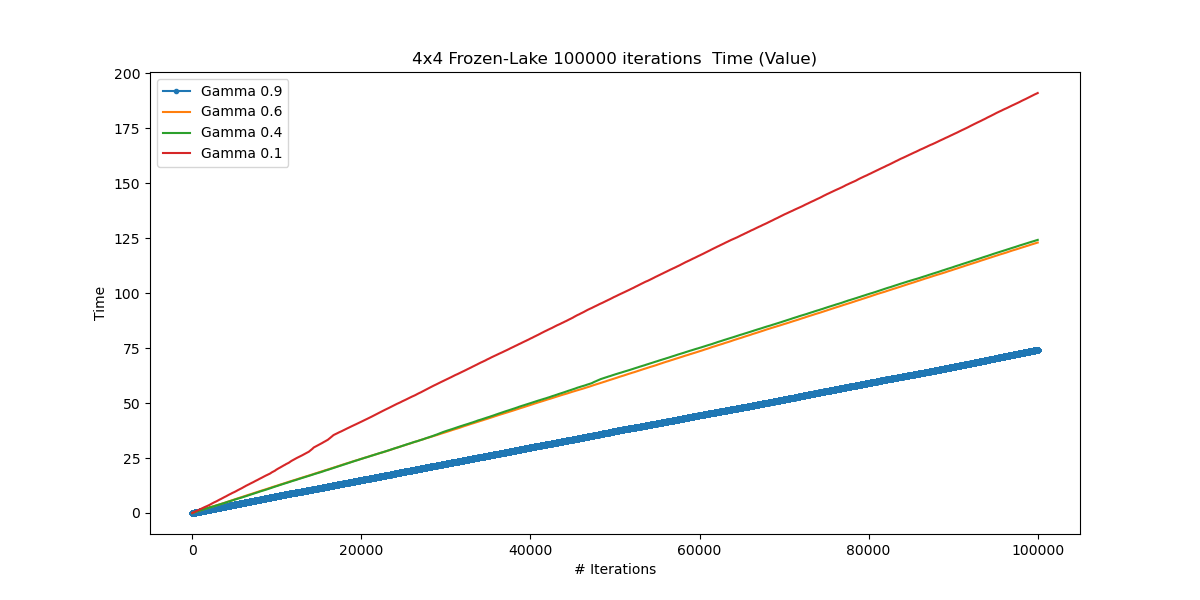 4x4 Frozen-Lake 100000 iterations  Time (Value)
Gamma 0.9
Gamma 0.6
Gamma 0.4
Gamma 0.1
Time
200
175
150
125
100
75
50
25
0
0 20000 40000 60000 80000 100000
# Iterations